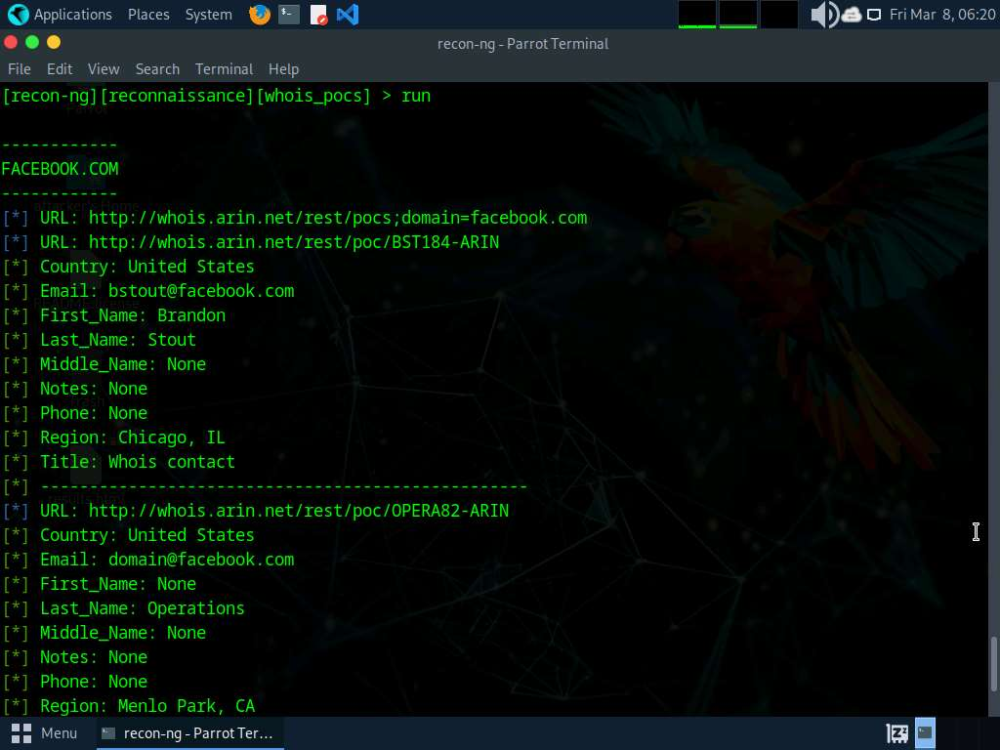 Applications Places System Fri Mar 8, 06:20
recon-ng - Parrot Terminal
File Edit View Search Terminal Help
[recon-ng][reconnaissance][whois_pocs] > run
------------
FACEBOOK.COM
------------
[*] URL: http://whois.arin.net/rest/pocs;domain=facebook.com
[*] URL: http://whois.arin.net/rest/poc/BST184-ARIN
[*] Country: United States
[*] Email: bstout@facebook.com
[*] First_Name: Brandon
[*] Last_Name: Stout
[*] Middle_Name: None
[*] Notes: None
[*] Phone: None
[*] Region: Chicago, IL
[*] Title: Whois contact
[*] --------------------------------------------------
[*] URL: http://whois.arin.net/rest/poc/OPERA82-ARIN
[*] Country: United States
[*] Email: domain@facebook.com
[*] First_Name: None
[*] Last_Name: Operations
[*] Middle_Name: None
[*] Notes: None
[*] Phone: None
[*] Region: Menlo Park, CA
Menu recon-ng - Parrot Ter...